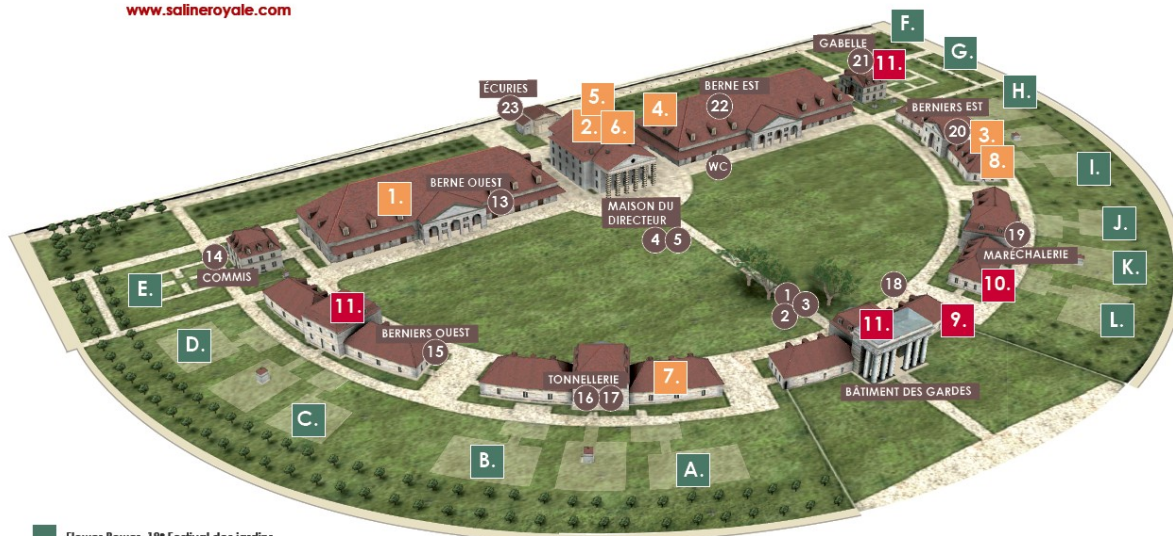 www.salineroyale.com
F.
GABELLE
21
11.
G.
ÉCURIES
23
5.
2.
6.
4.
BERNE EST
22
H.
BERNIERS EST
20
3.
8.
WC
I.
1.
BERNE OUEST
13
MAISON DU
DIRECTEUR
4
5
J.
19
MARÉCHALERIE
K.
14
COMMIS
E.
10.
18
1
3
2
11.
9.
L.
11.
BERNIERS OUEST
15
D.
TONNELLERIE
16
17
7.
BÂTIMENT DES GARDES
C.
B.
A.